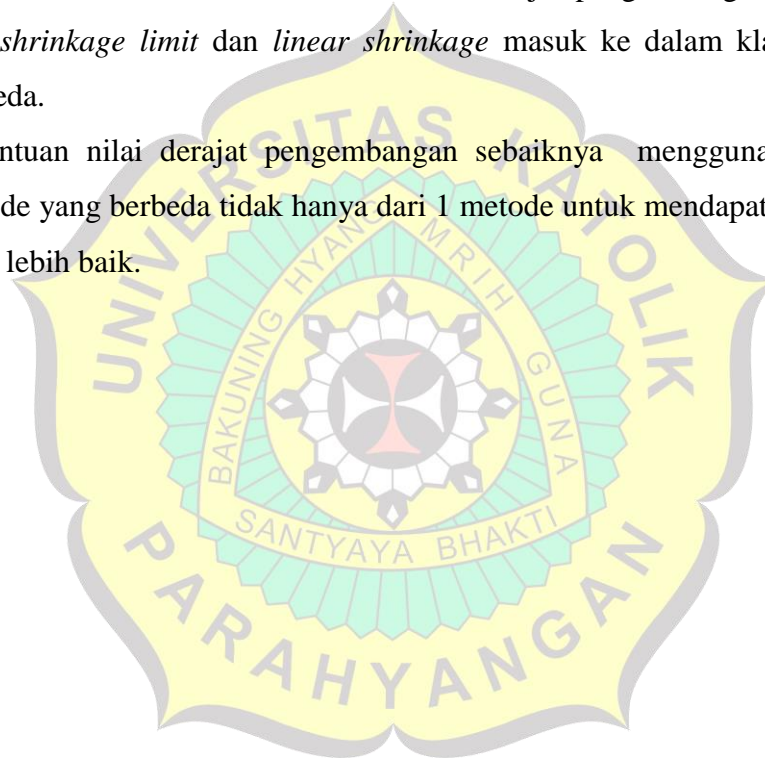 shrinkage limit dan linear shrinkage masuk ke dalam kla
eda.
ntuan nilai derajat pengembangan sebaiknya mengguna
de yang berbeda tidak hanya dari 1 metode untuk mendapat
lebih baik.
UNIVERSITAS KATOLIK
BAKUNING HYANG MRIH GUNA
SANTYAYA BHAKTI
PARAHYANGAN